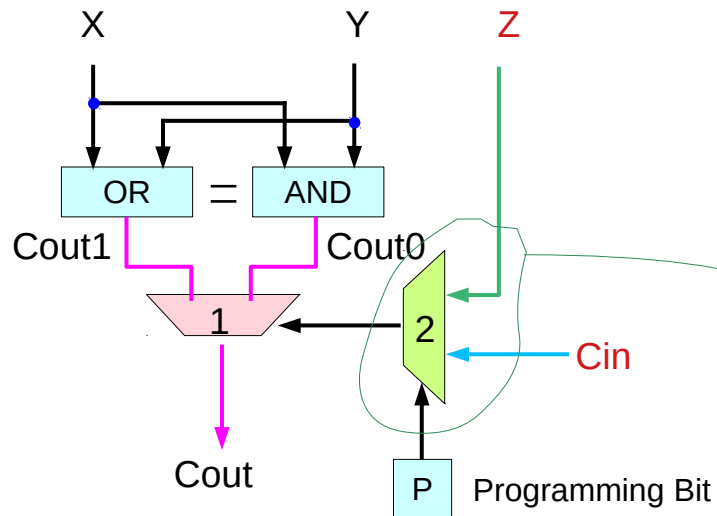 X Y Z
OR = AND
Cout1 Cout0
1 2
Cin
Cout
P Programming Bit